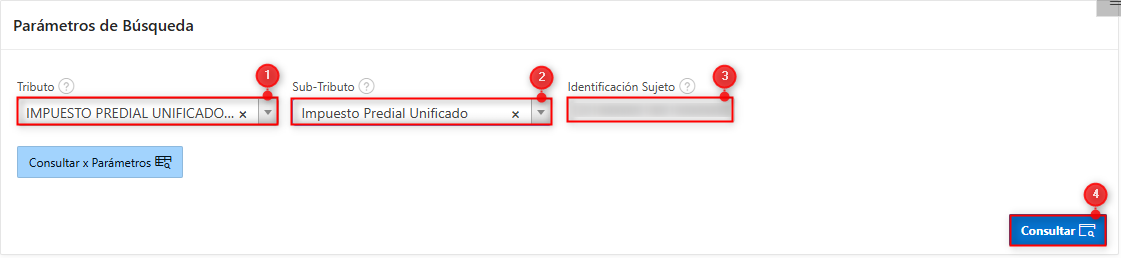 Parámetros de Búsqueda
1
2
3
Tributo ?
Sub-Tributo ?
Identificación Sujeto ?
IMPUESTO PREDIAL UNIFICADO... ×
Impuesto Predial Unificado ×
Consultar x Parámetros
4
Consultar